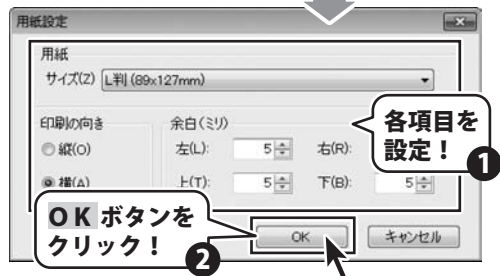 用紙設定
用紙
サイズ(Z) L判 (89x127mm)
印刷の向き 余白(ミリ)
縦(O) 左(L): 5 右(R):
横(A) 上(T): 5 下(B): 5
各項目を
設定!
1
OKボタンを
クリック!
2
OK キャンセル